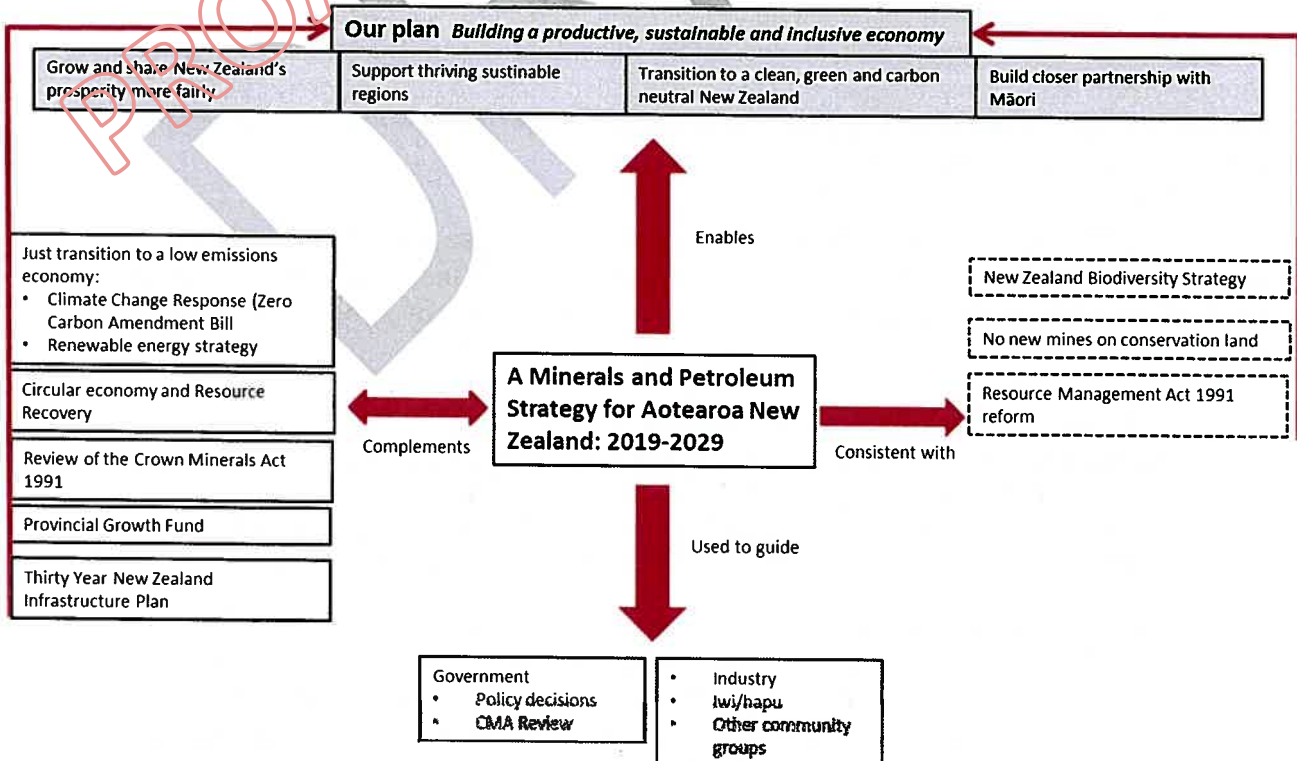 Our plan Building a productive, sustainable and inclusive economy
Grow and share New Zealand's
prosperity more fairly
Support thriving sustinable
regions
Transition to a clean, green and carbon
neutral New Zealand
Build closer partnership with
Māori
Enables
Just transition to a low emissions
economy:
• Climate Change Response (Zero
Carbon Amendment Bill
• Renewable energy strategy
Circular economy and Resource
Recovery
Review of the Crown Minerals Act
1991
Provincial Growth Fund
Thirty Year New Zealand
Infrastructure Plan
Complements
A Minerals and Petroleum
Strategy for Aotearoa New
Zealand: 2019-2029
Consistent with
New Zealand Biodiversity Strategy
No new mines on conservation land
Resource Management Act 1991
reform
Used to guide
Government
• Policy decisions
• CMA Review
• Industry
• Iwi/hapu
• Other community
groups